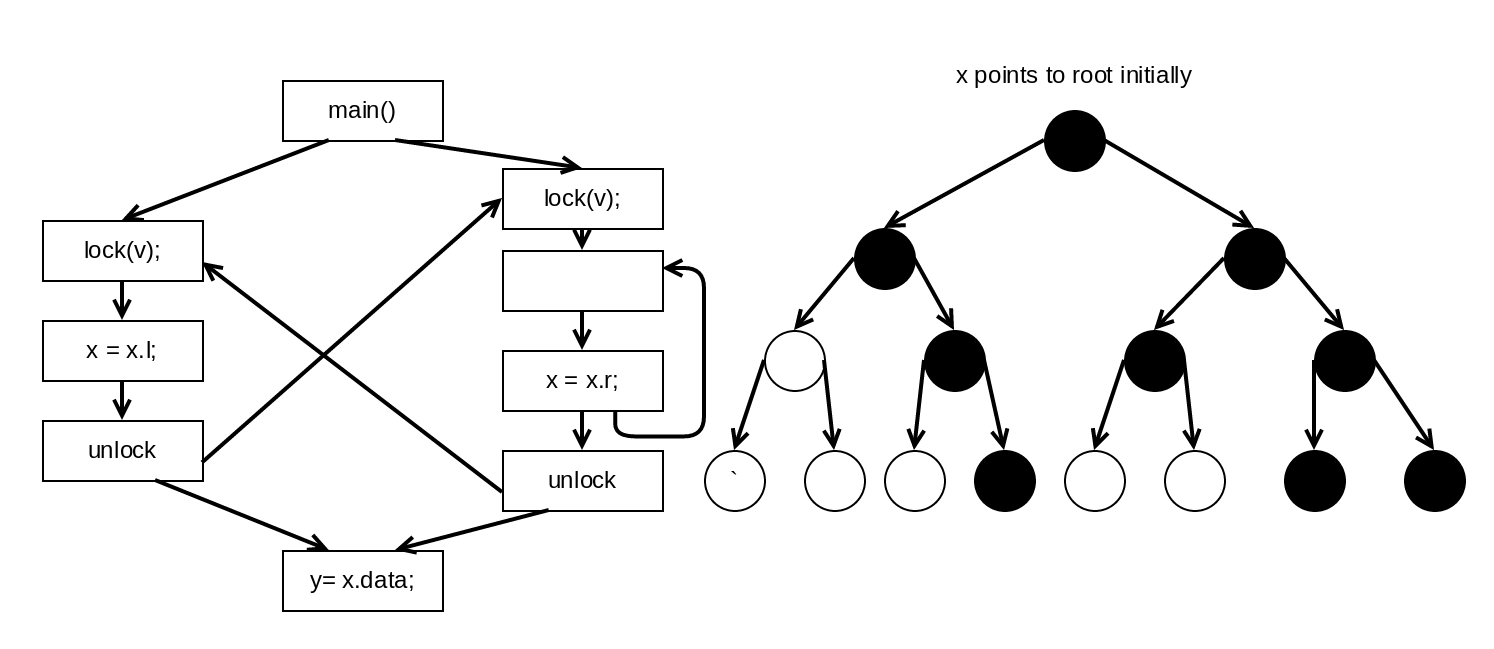 x points to root initially
main()
lock(v);
lock(v);
x = x.l;
x = x.r;
unlock
unlock
`
y= x.data;